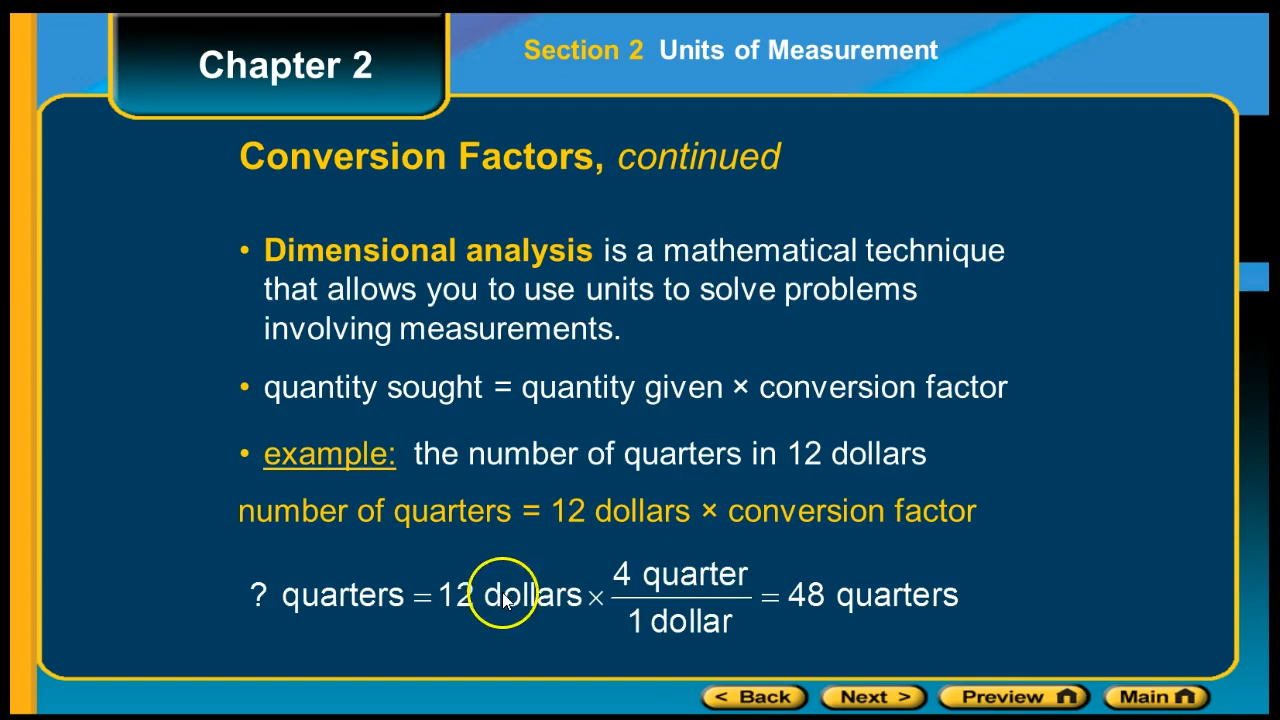 Chapter 2
Section 2 Units of Measurement
Conversion Factors, continued
• Dimensional analysis is a mathematical technique
that allows you to use units to solve problems
involving measurements.
• quantity sought = quantity given × conversion factor
• example: the number of quarters in 12 dollars
number of quarters = 12 dollars × conversion factor
? quarters = 12 dollars × 4 quarter / 1 dollar = 48 quarters
< Back Next > Preview Main